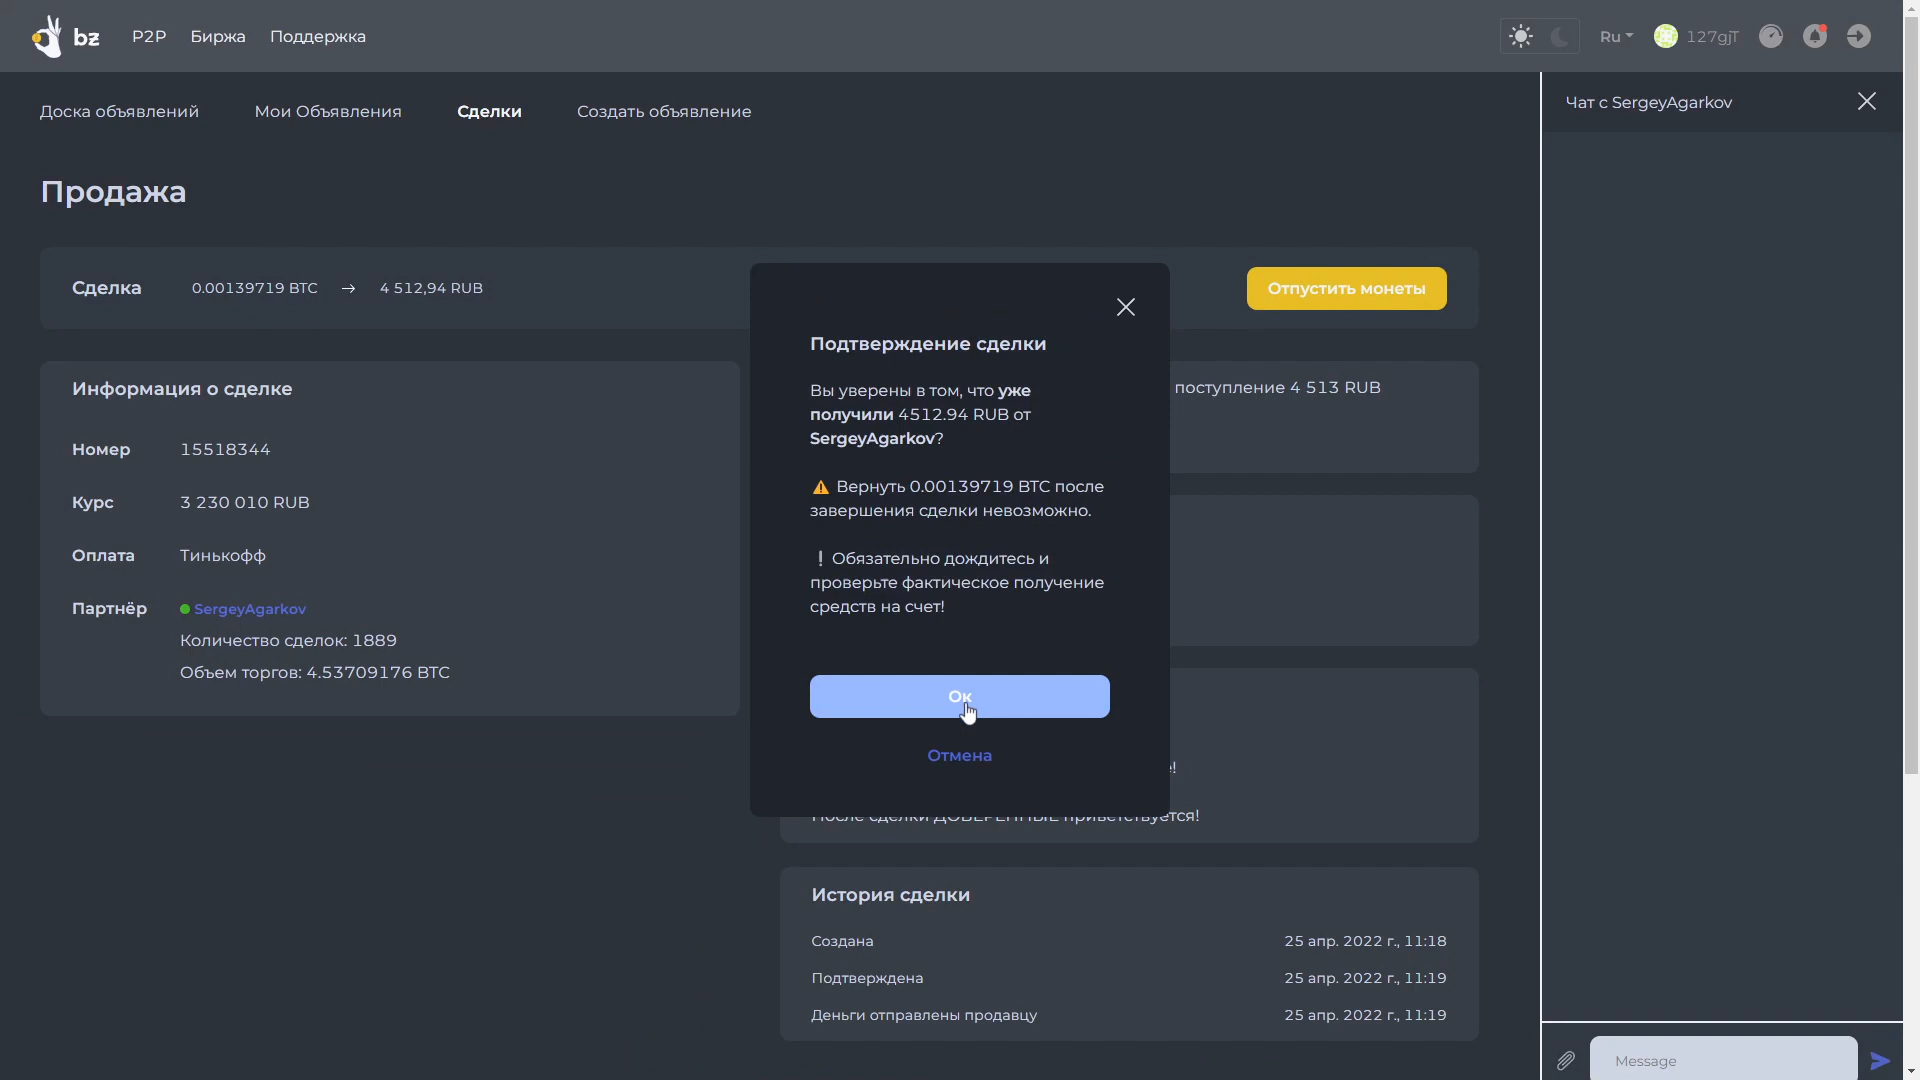 bz
P2P
Биржа
Поддержка
Ru
127gjT
Доска объявлений
Мои Объявления
Сделки
Создать объявление
Чат с SergeyAgarkov
Продажа
Сделка
0.00139719 BTC → 4 512,94 RUB
Отпустить монеты
Информация о сделке
Номер 15518344
Курс 3 230 010 RUB
Оплата Тинькофф
Партнёр SergeyAgarkov
Количество сделок: 1889
Объем торгов: 4.53709176 BTC
Подтверждение сделки
Вы уверены в том, что уже
получили 4512.94 RUB от
SergeyAgarkov?
⚠ Вернуть 0.00139719 BTC после
завершения сделки невозможно.
❕ Обязательно дождитесь и
проверьте фактическое получение
средств на счет!
Ок
Отмена
поступление 4 513 RUB
После сделки ДОВЕРЕННЫЕ приветствуется!
История сделки
Создана 25 апр. 2022 г., 11:18
Подтверждена 25 апр. 2022 г., 11:19
Деньги отправлены продавцу 25 апр. 2022 г., 11:19
Message